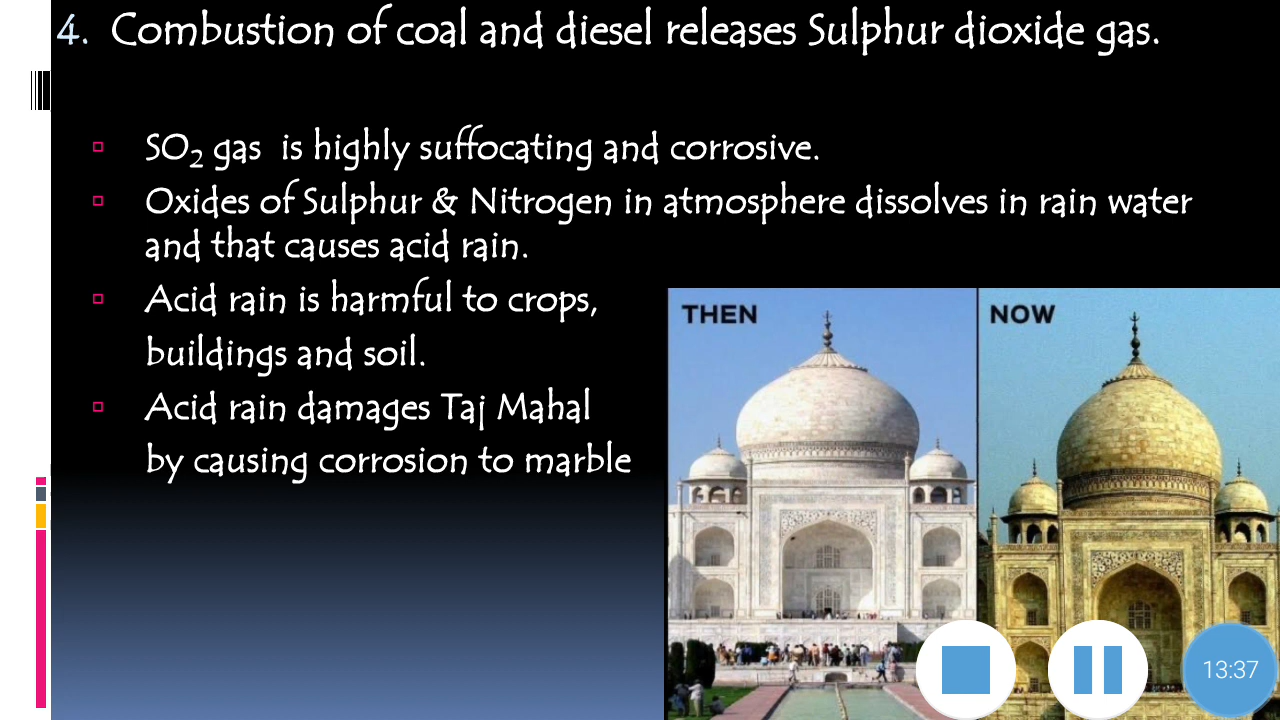 4. Combustion of coal and diesel releases Sulphur dioxide gas.
SO₂ gas is highly suffocating and corrosive.
Oxides of Sulphur & Nitrogen in atmosphere dissolves in rain water
and that causes acid rain.
Acid rain is harmful to crops,
buildings and soil.
Acid rain damages Taj Mahal
by causing corrosion to marble
THEN
NOW
13:37